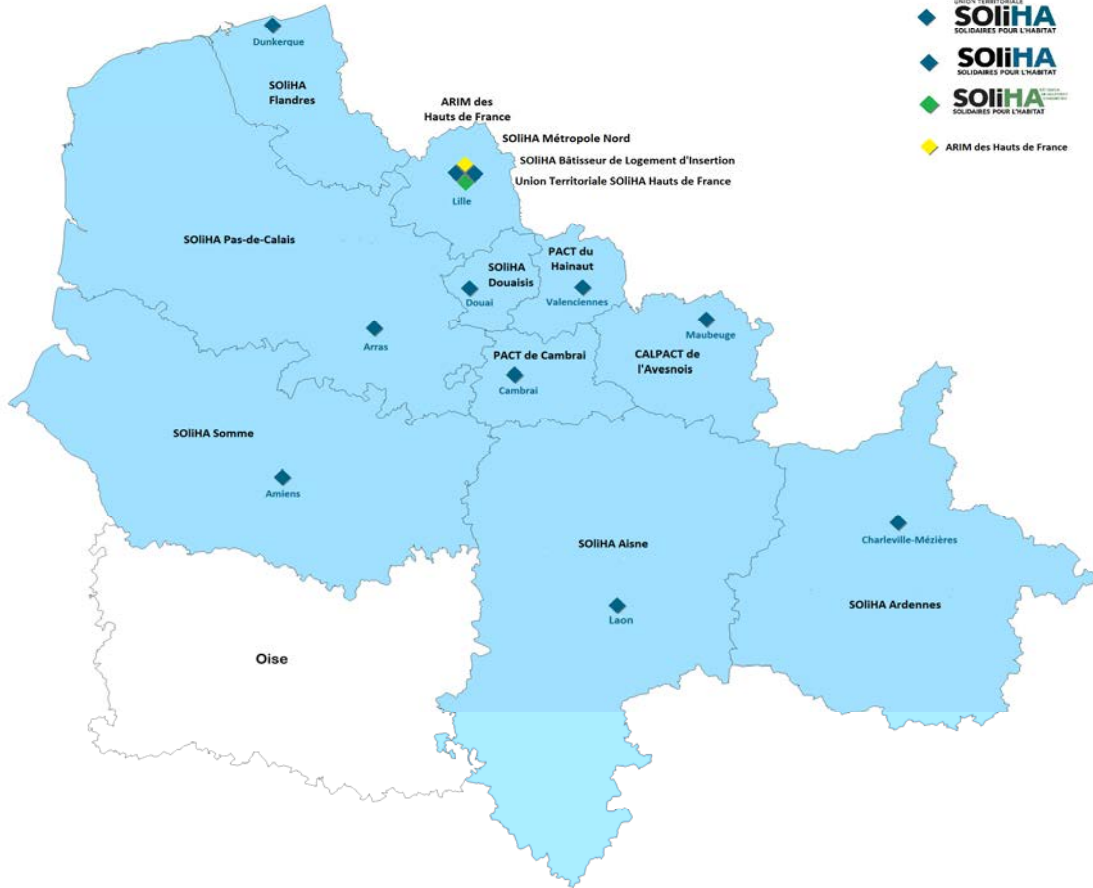 UNION TERRITORIALE
SOliHA
SOLIDAIRES POUR L'HABITAT
SOliHA
SOLIDAIRES POUR L'HABITAT
SOliHA
SOLIDAIRES POUR L'HABITAT
ARIM des Hauts de France
Dunkerque
SOliHA
Flandres
ARIM des
Hauts de France
SOliHA Métropole Nord
SOliHA Bâtisseur de Logement d'Insertion
Union Territoriale SOliHA Hauts de France
Lille
SOliHA Pas-de-Calais
SOliHA
Douaisis
Douai
PACT du
Hainaut
Valenciennes
Maubeuge
Arras
PACT de Cambrai
Cambrai
CALPACT de
l'Avesnois
SOliHA Somme
Amiens
SOliHA Aisne
Laon
Charleville-Mézières
SOliHA Ardennes
Oise